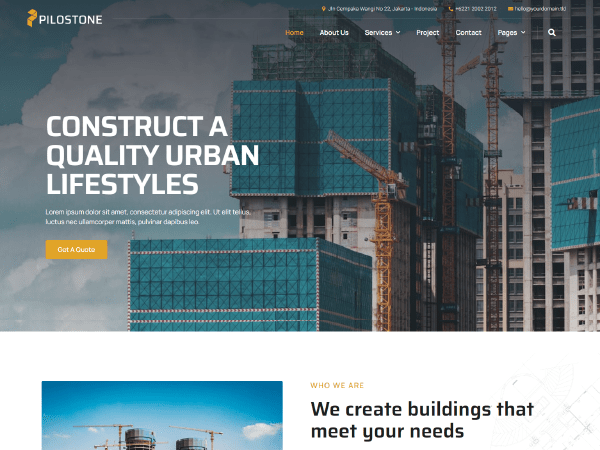 PILOSTONE
Jln Cempaka Wangi No 22, Jakarta - Indonesia
+6221 3002 2012
hello@yourdomain.tld
Home
About Us
Services
Project
Contact
Pages
CONSTRUCT A
QUALITY URBAN
LIFESTYLES
Lorem ipsum dolor sit amet, consectetur adipiscing elit. Ut elit tellus,
luctus nec ullamcorper mattis, pulvinar dapibus leo.
Get A Quote
WHO WE ARE
We create buildings that
meet your needs